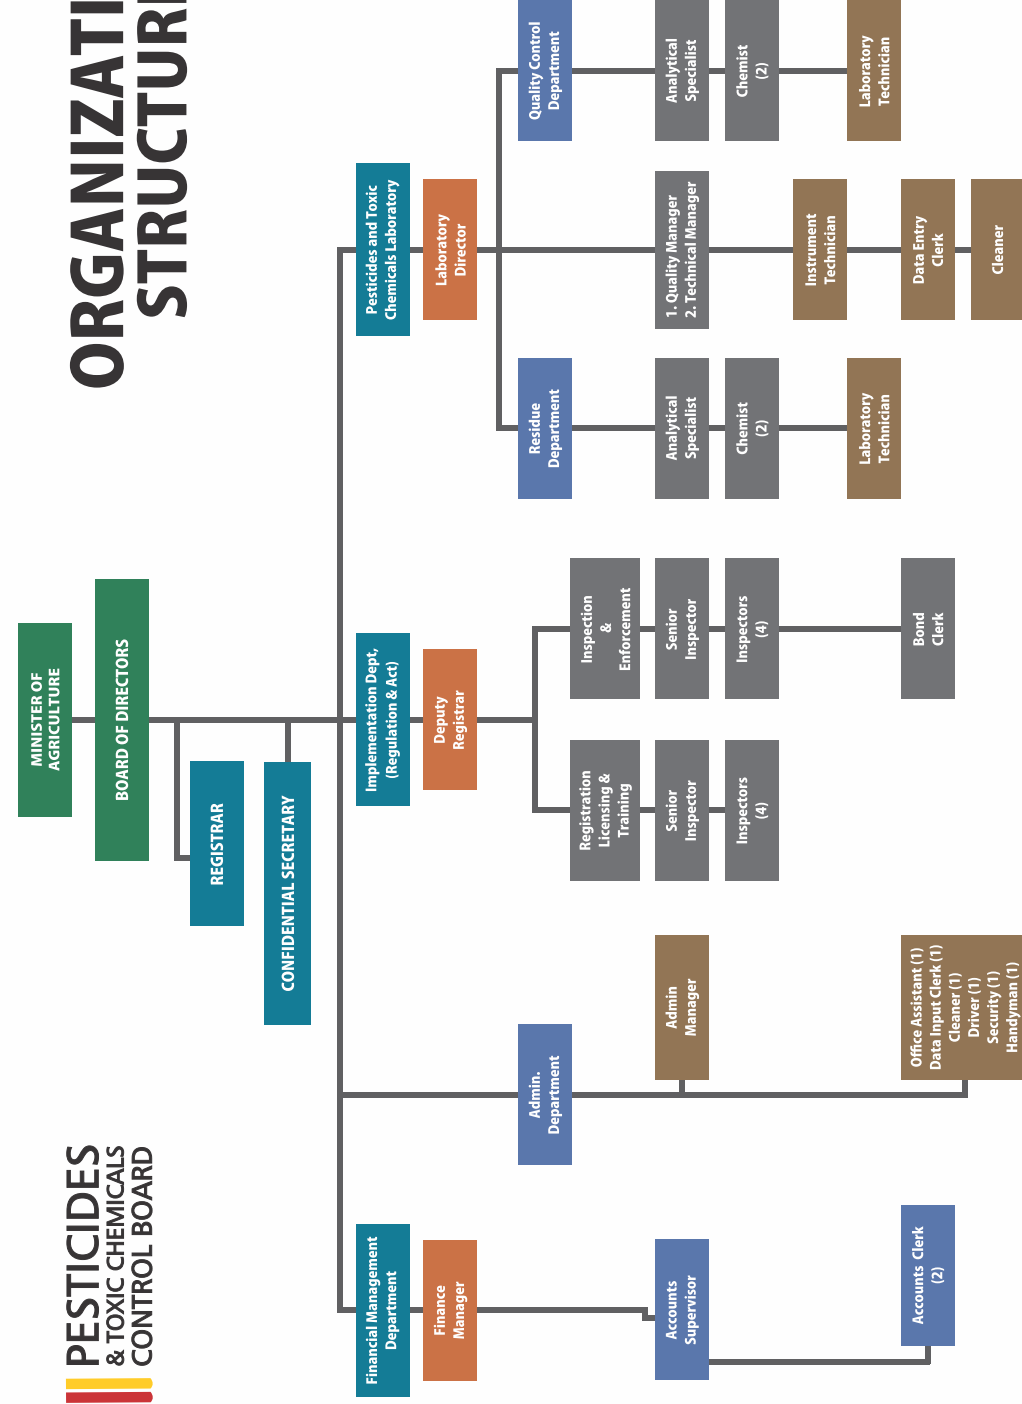 PESTICIDES
& TOXIC CHEMICALS
CONTROL BOARD
ORGANIZATI
STRUCTURE
MINISTER OF
AGRICULTURE
BOARD OF DIRECTORS
REGISTRAR
CONFIDENTIAL SECRETARY
Financial Management
Department
Implementation Dept,
(Regulation & Act)
Pesticides and Toxic
Chemicals Laboratory
Finance
Manager
Deputy
Registrar
Laboratory
Director
Admin.
Department
Residue
Department
Quality Control
Department
Registration
Licensing &
Training
Inspection
&
Enforcement
Accounts
Supervisor
Admin
Manager
Senior
Inspector
Senior
Inspector
Analytical
Specialist
1. Quality Manager
2. Technical Manager
Analytical
Specialist
Inspectors
(4)
Inspectors
(4)
Chemist
(2)
Chemist
(2)
Instrument
Technician
Laboratory
Technician
Laboratory
Technician
Accounts Clerk
(2)
Office Assistant (1)
Data Input Clerk (1)
Cleaner (1)
Driver (1)
Security (1)
Handyman (1)
Bond
Clerk
Data Entry
Clerk
Cleaner